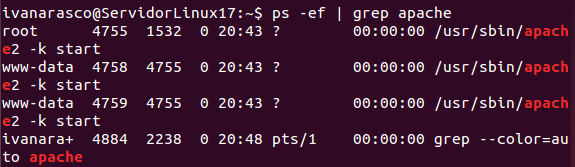 ivanarasco@ServidorLinux17:~$ ps -ef | grep apache
root      4755  1532  0 20:43 ?        00:00:00 /usr/sbin/apach
e2 -k start
www-data  4758  4755  0 20:43 ?        00:00:00 /usr/sbin/apach
e2 -k start
www-data  4759  4755  0 20:43 ?        00:00:00 /usr/sbin/apach
e2 -k start
ivanara+  4884  2238  0 20:48 pts/1    00:00:00 grep --color=au
to apache